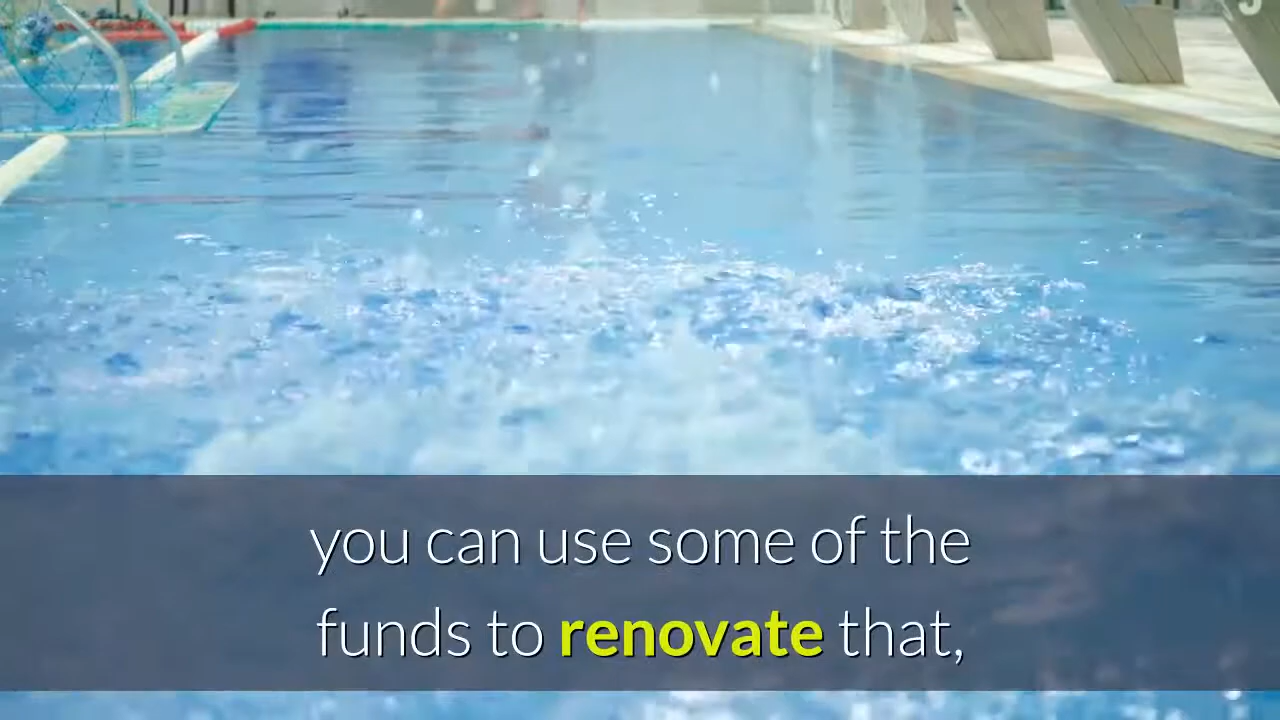 you can use some of the
funds to renovate that,